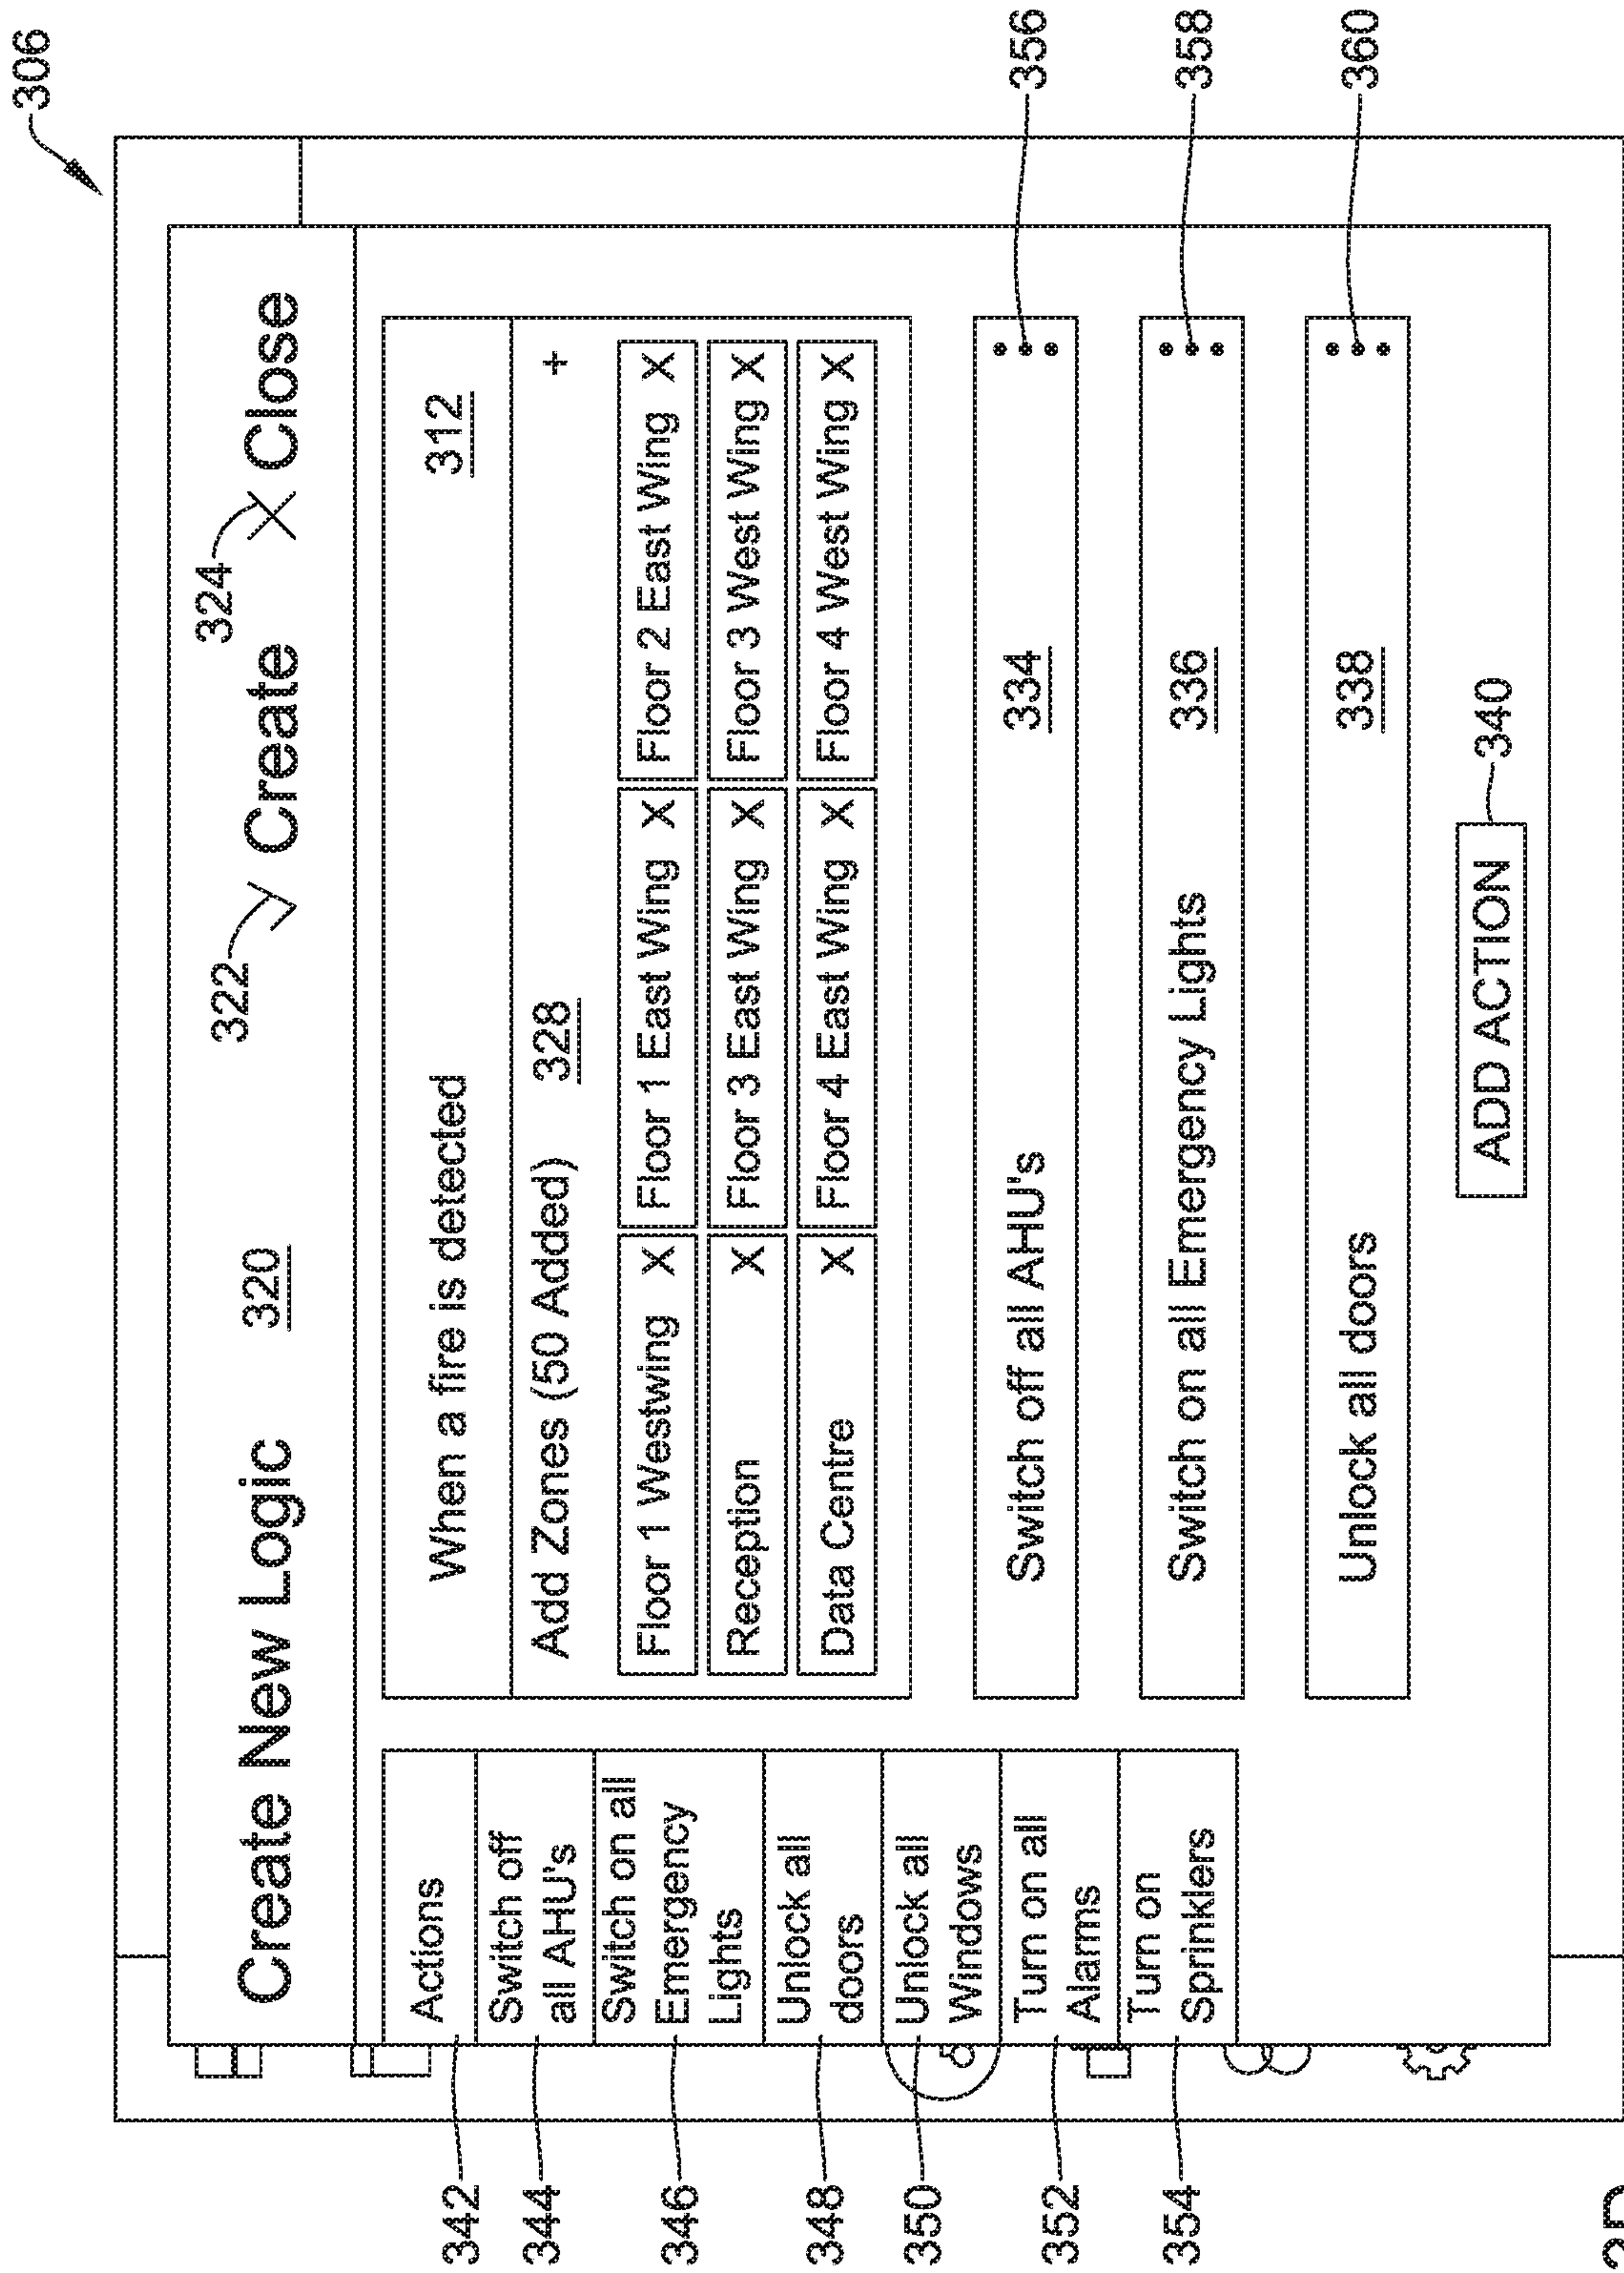 306
Create New Logic 320 322 Create 324 X Close
Actions
Switch off
all AHU's
Switch on all
Emergency
Lights
Unlock all
doors
Unlock all
Windows
Turn on all
Alarms
Turn on
Sprinklers
342
344
346
348
350
352
354
When a fire is detected 312
Add Zones (50 Added) 328 +
Floor 1 Westwing X Floor 1 East Wing X Floor 2 East Wing X
Reception X Floor 3 East Wing X Floor 3 West Wing X
Data Centre X Floor 4 East Wing X Floor 4 West Wing X
Switch off all AHU's 334 356
Switch on all Emergency Lights 336 358
Unlock all doors 338 360
ADD ACTION 340